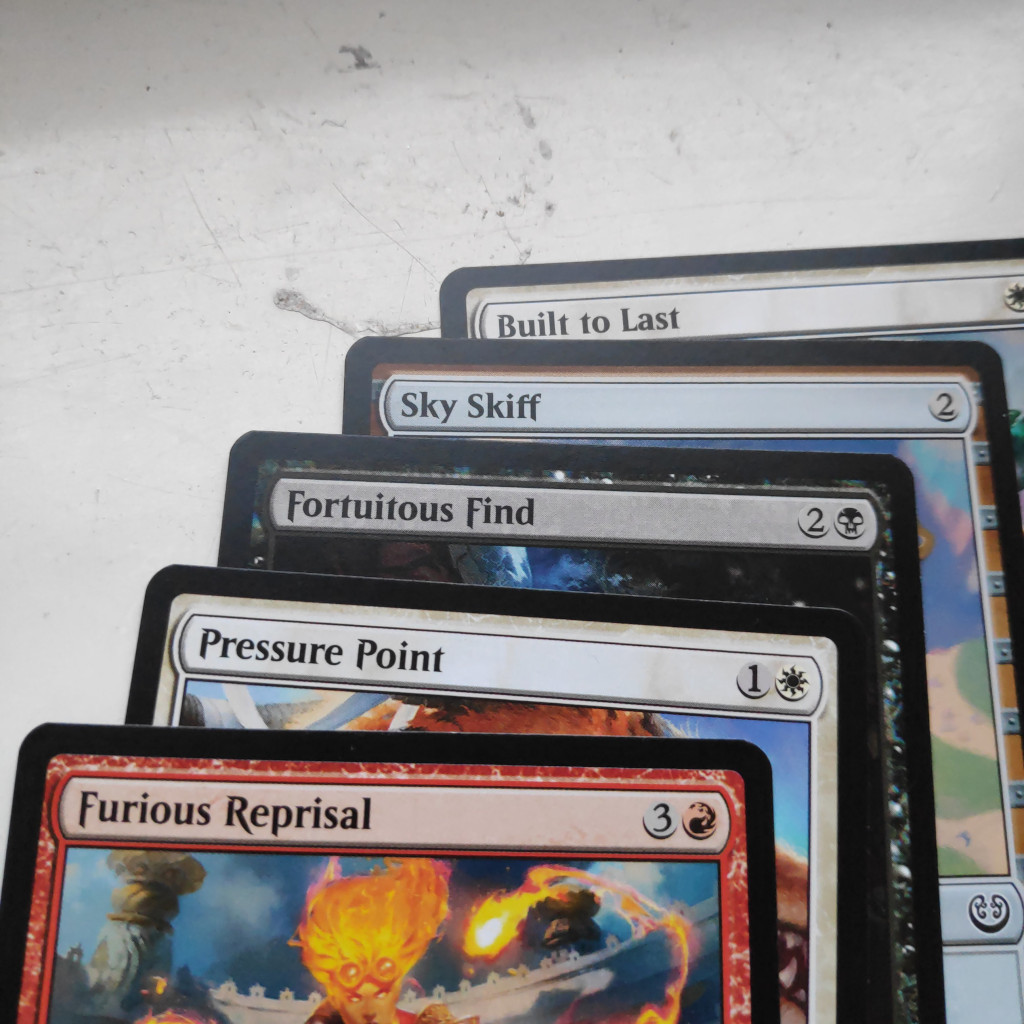 Built to Last
Sky Skiff 2
Fortuitous Find 2
Pressure Point 1
Furious Reprisal 3